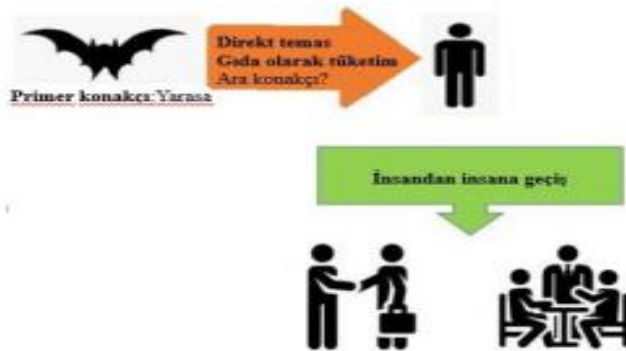 Direkt temas
Gıda olarak tüketim
Ara konakçı?
Primer konakçı:Yarasa
İnsandan insana geçiş